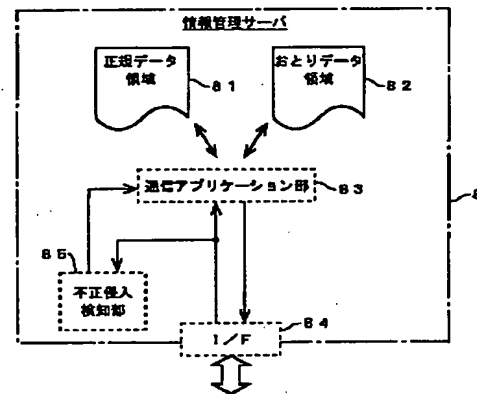 情報管理サーバ
正規データ
領域
81
おとりデータ
領域
82
通信アプリケーション部
83
8
85
不正侵入
検知部
84
I/F